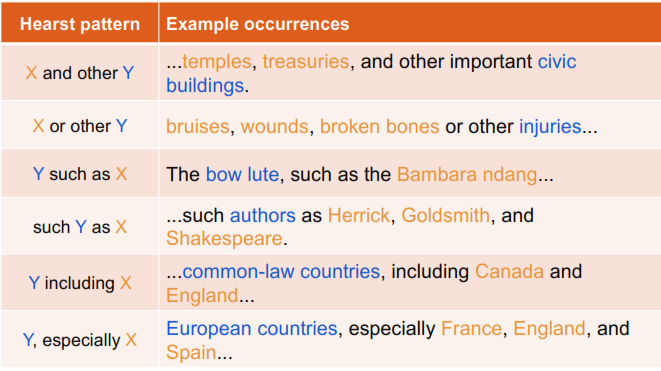 Hearst pattern
Example occurrences
X and other Y
...temples, treasuries, and other important civic
buildings.
X or other Y
bruises, wounds, broken bones or other injuries...
Y such as X
The bow lute, such as the Bambara ndang...
such Y as X
...such authors as Herrick, Goldsmith, and
Shakespeare.
Y including X
...common-law countries, including Canada and
England...
Y, especially X
European countries, especially France, England, and
Spain...